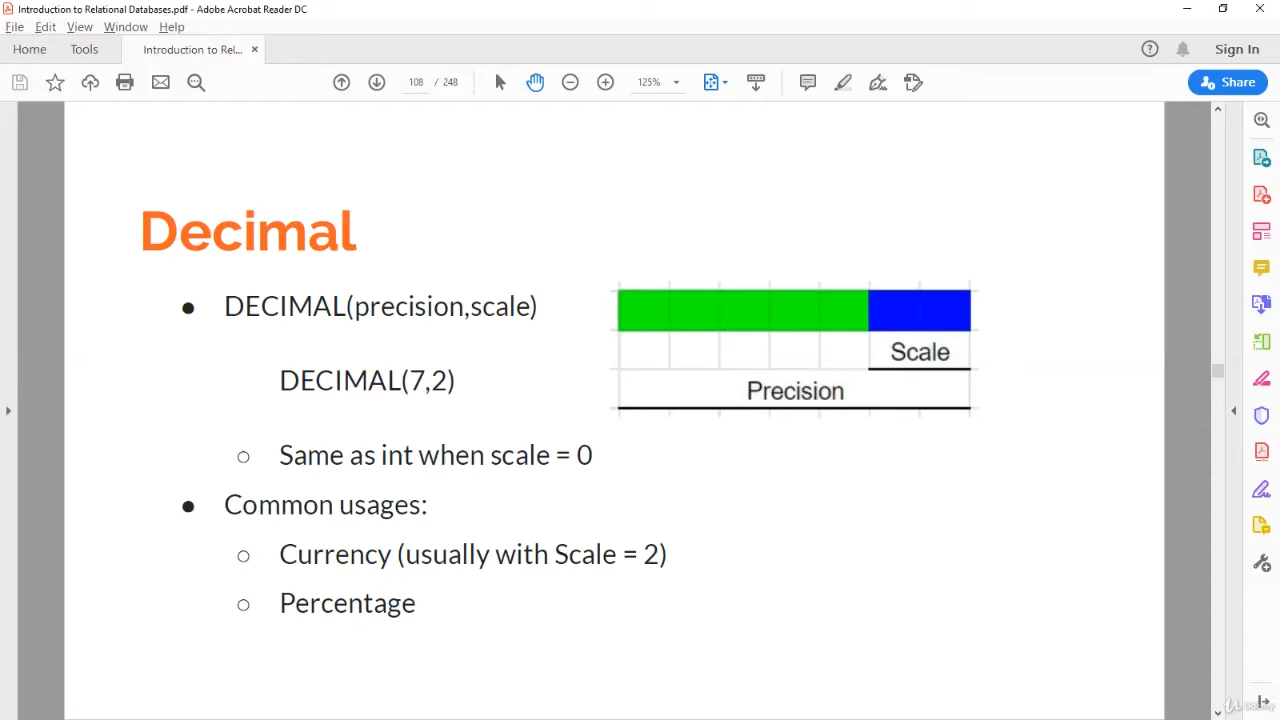 Introduction to Relational Databases.pdf - Adobe Acrobat Reader DC
File Edit View Window Help
Home Tools Introduction to Rel... × Sign In
108 / 248 125% Share
Decimal
● DECIMAL(precision,scale)
DECIMAL(7,2)
○ Same as int when scale = 0
● Common usages:
○ Currency (usually with Scale = 2)
○ Percentage
Scale
Precision
Udemy